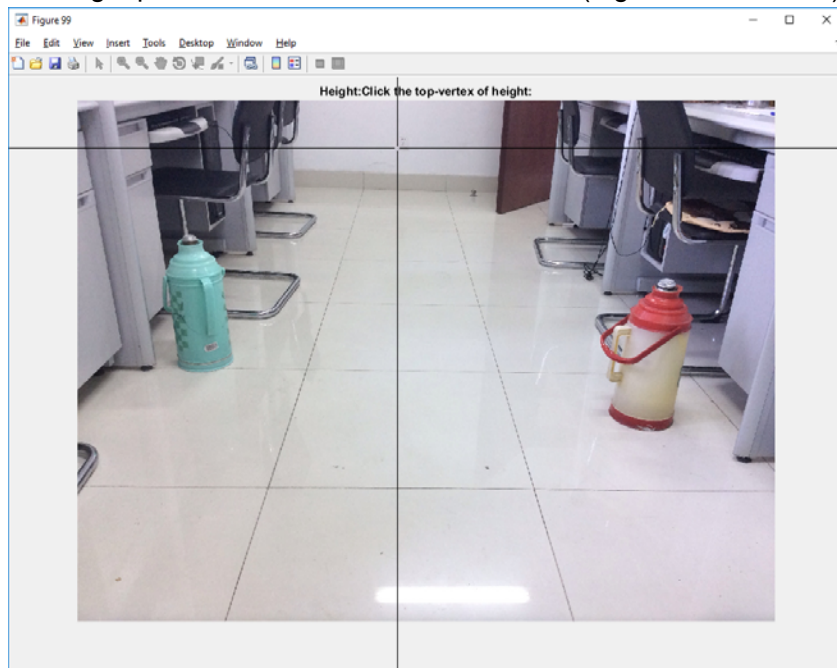 Figure 99
File Edit View Insert Tools Desktop Window Help
Height:Click the top-vertex of height: